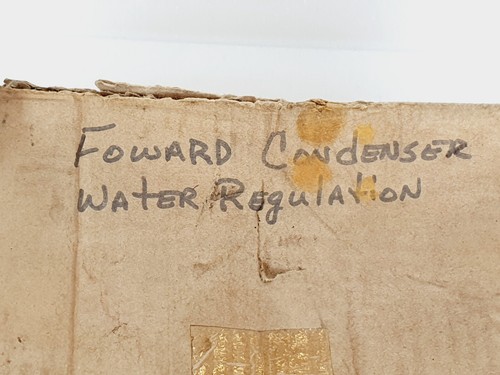 Foward Condenser
Water Regulation